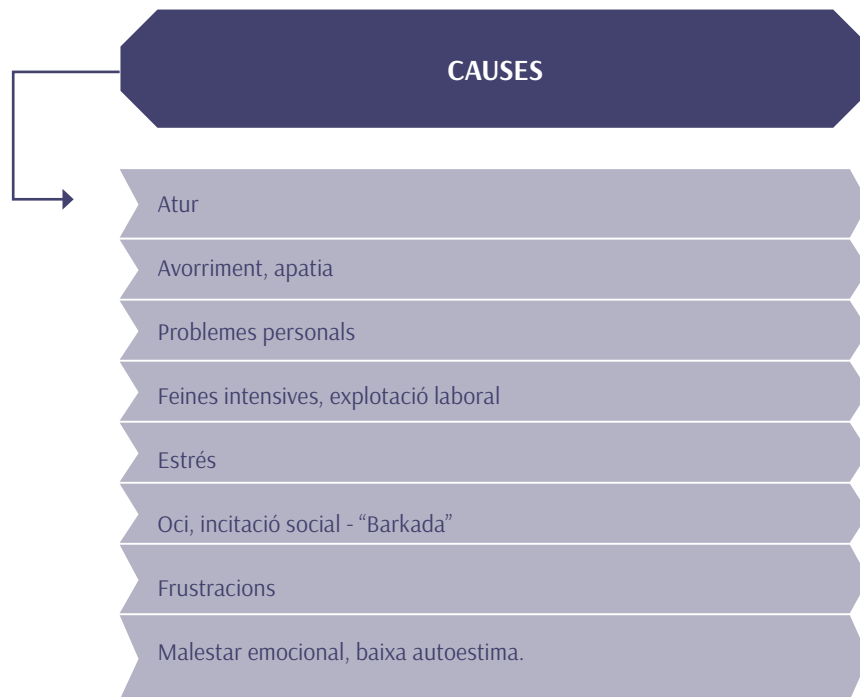 CAUSES
Atur
Avorriment, apatia
Problemes personals
Feines intensives, explotació laboral
Estrés
Oci, incitació social - “Barkada”
Frustracions
Malestar emocional, baixa autoestima.